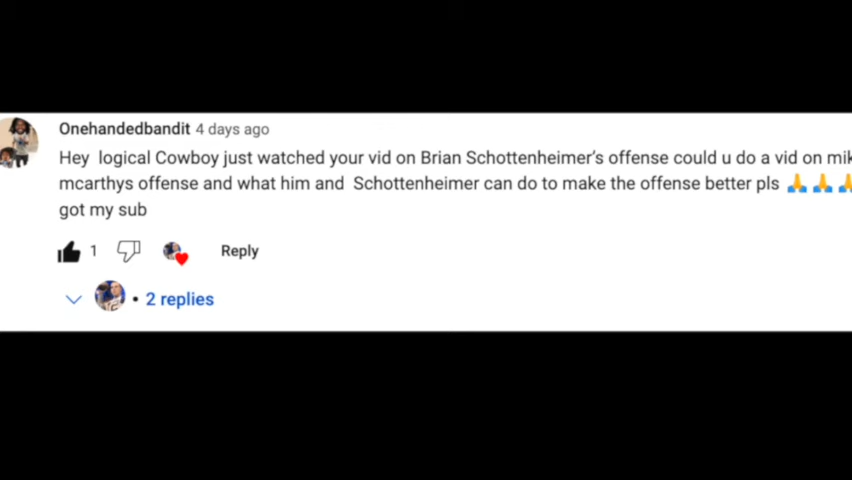 Onehandedbandit 4 days ago
Hey logical Cowboy just watched your vid on Brian Schottenheimer's offense could u do a vid on mik
mcarthys offense and what him and Schottenheimer can do to make the offense better pls 🙏🙏🙏
got my sub
1 Reply
• 2 replies